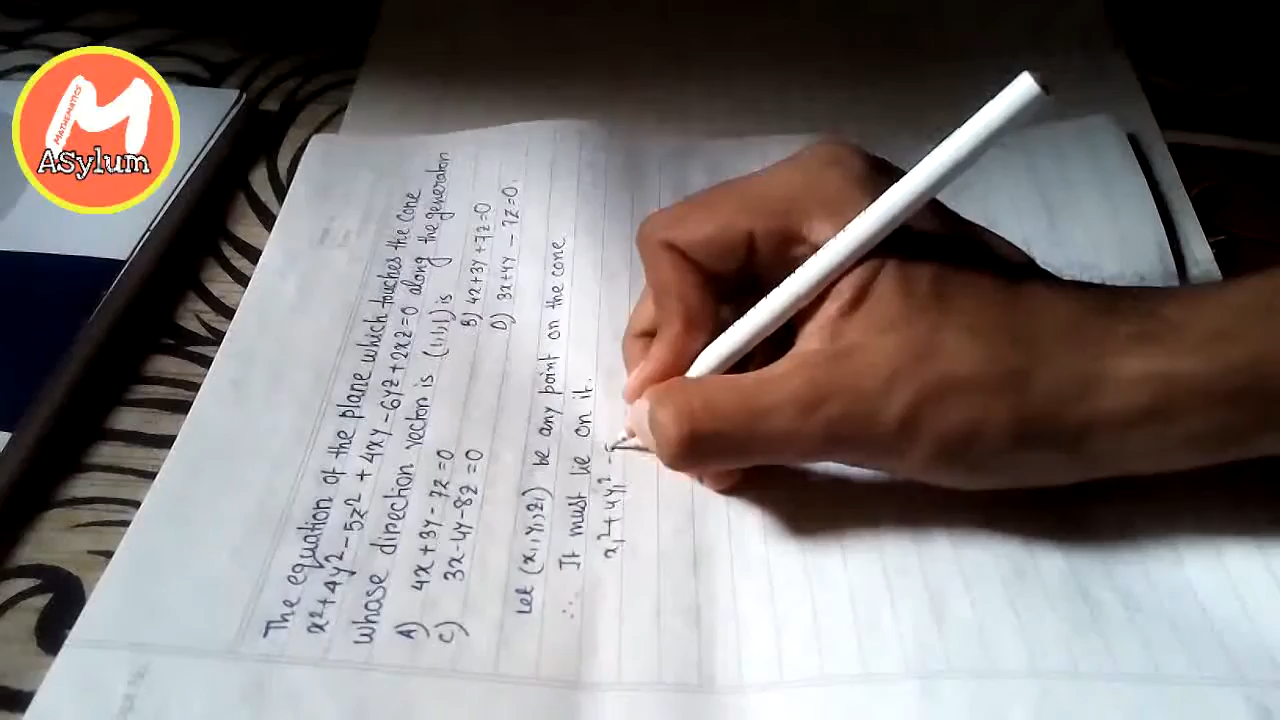 MATHEMATICS
M
Asylum
The equation of the plane which touches the cone
x²+4y²-5z²+4xy-6yz+2xz=0 along the generator
whose direction vector is (1,1,1) is
A) 4x+3y-7z=0 B) 4x+3y+7z=0
C) 3x-4y-8z=0 D) 3x+4y-7z=0.
Let (x₁,y₁,z₁) be any point on the cone
∴ It must lie on it.
x₁²+4y₁² -